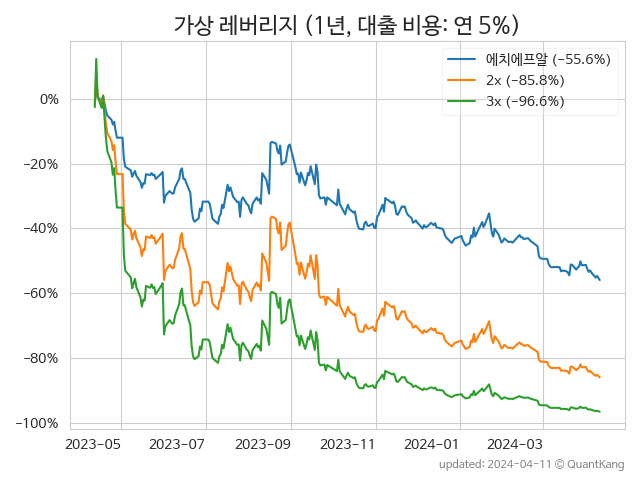 가상 레버리지 (1년, 대출 비용: 연 5%)
에치에프알 (−55.6%)
2x (−85.8%)
3x (−96.6%)
0%
−20%
−40%
−60%
−80%
−100%
2023−05 2023−07 2023−09 2023−11 2024−01 2024−03
updated: 2024-04-11 © QuantKang